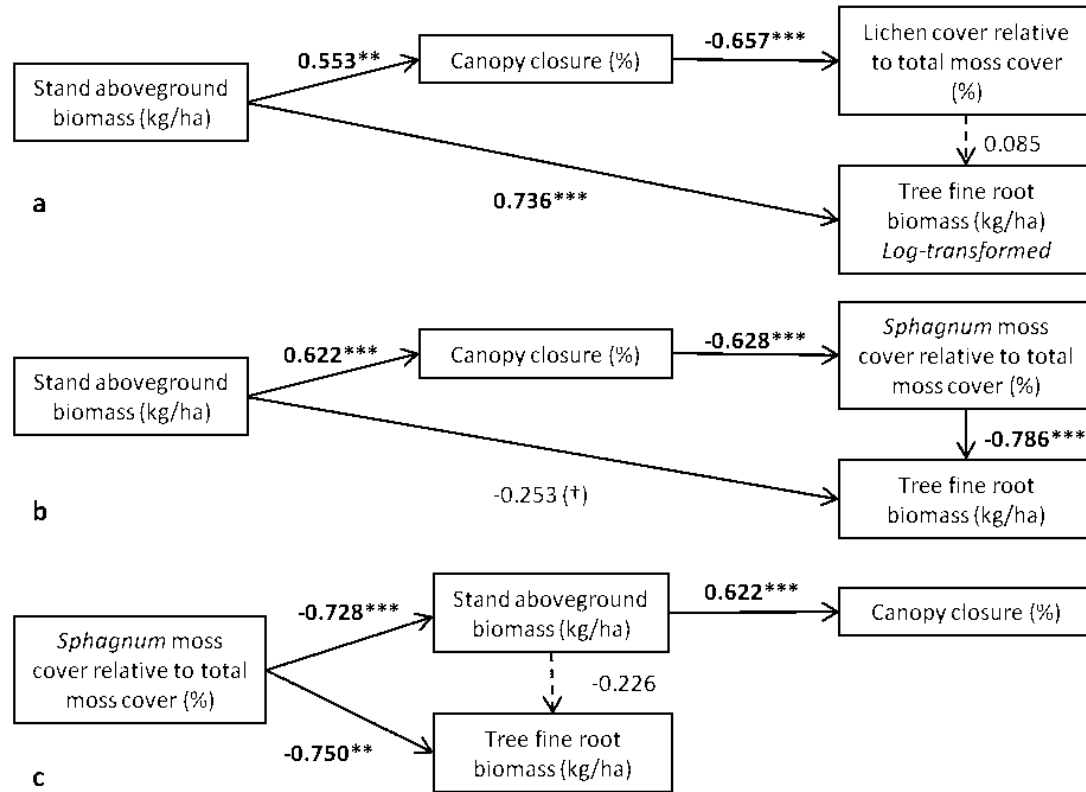 Stand aboveground
biomass (kg/ha)
0.553**
Canopy closure (%)
-0.657***
Lichen cover relative
to total moss cover
(%)
0.085
0.736***
Tree fine root
biomass (kg/ha)
Log-transformed
a
Stand aboveground
biomass (kg/ha)
0.622***
Canopy closure (%)
-0.628***
Sphagnum moss
cover relative to total
moss cover (%)
-0.786***
-0.253 (†)
Tree fine root
biomass (kg/ha)
b
Sphagnum moss
cover relative to total
moss cover (%)
-0.728***
Stand aboveground
biomass (kg/ha)
0.622***
Canopy closure (%)
-0.226
-0.750**
Tree fine root
biomass (kg/ha)
c